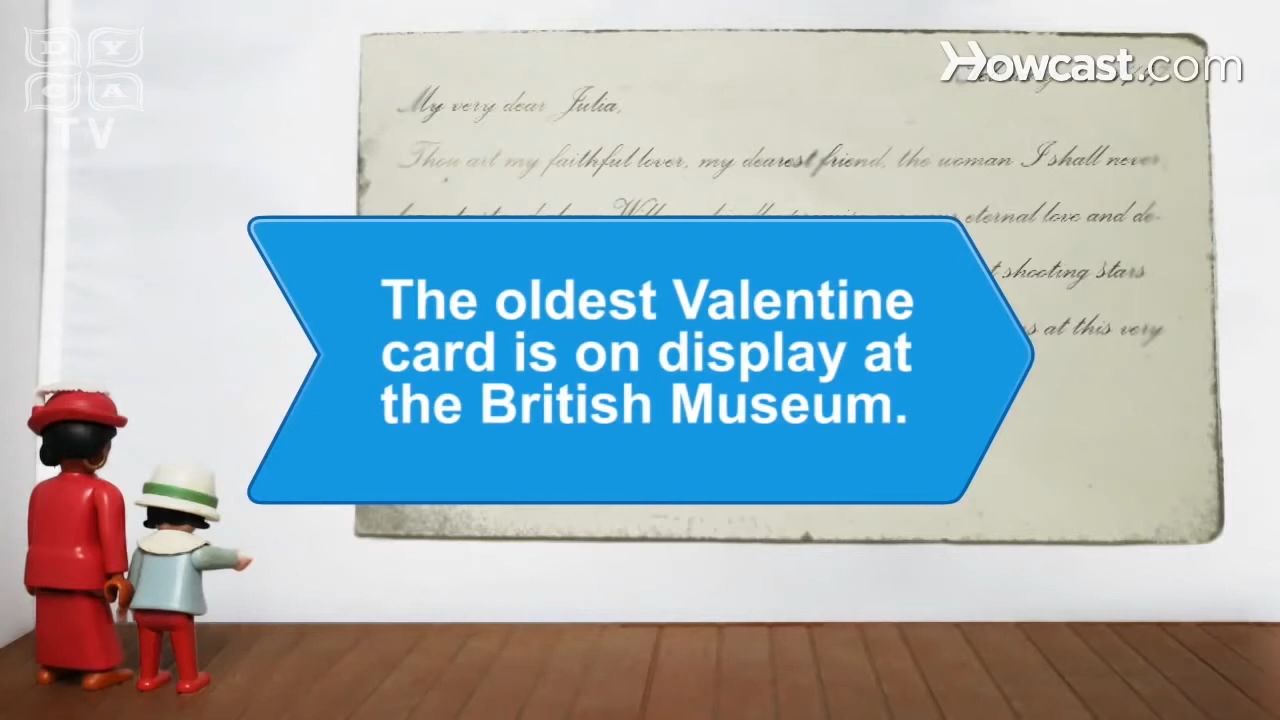 DYCA
TV
Howcast.com
My very dear Julia,
Thou art my faithful lover, my dearest friend, the woman I shall never
eternal love and de-
shooting stars
at this very
The oldest Valentine
card is on display at
the British Museum.